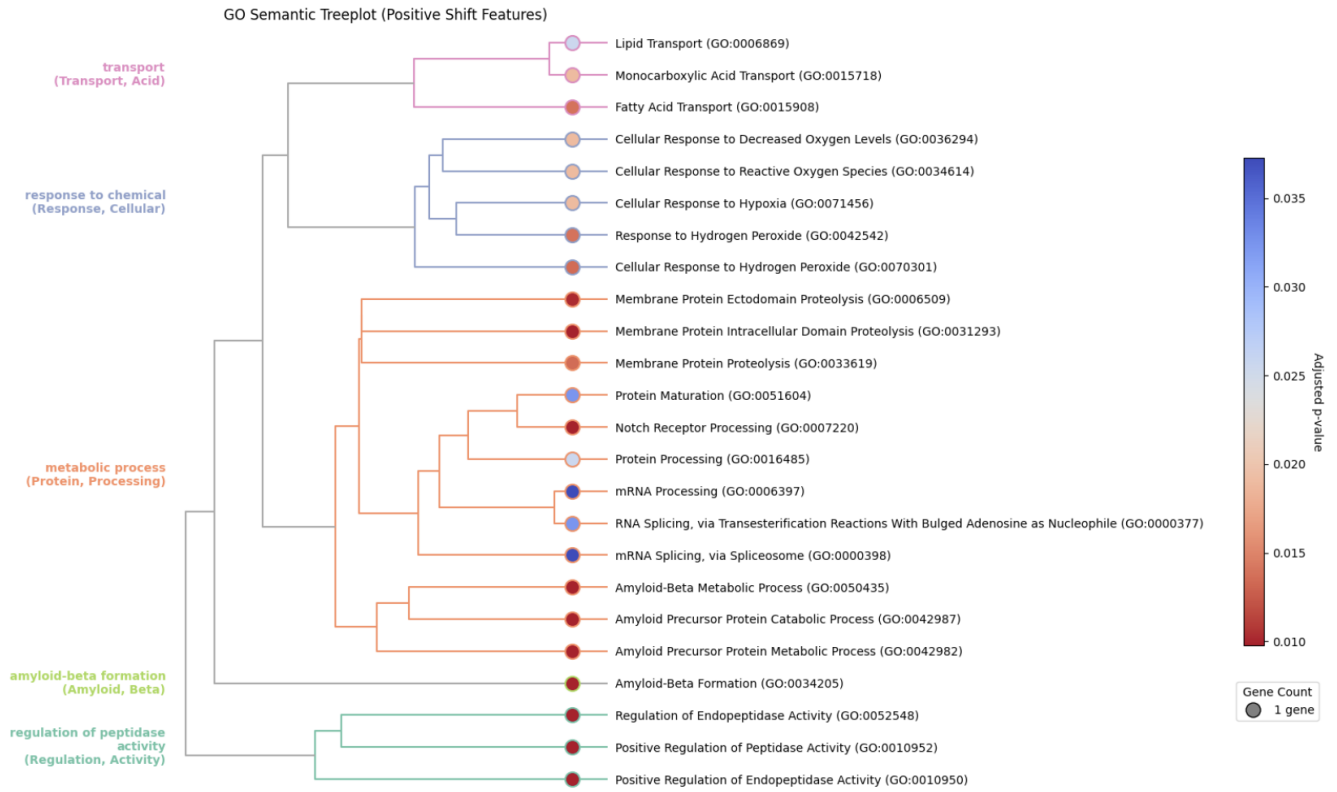 GO Semantic Treeplot (Positive Shift Features)
transport
(Transport, Acid)
response to chemical
(Response, Cellular)
metabolic process
(Protein, Processing)
amyloid-beta formation
(Amyloid, Beta)
regulation of peptidase
activity
(Regulation, Activity)
Lipid Transport (GO:0006869)
Monocarboxylic Acid Transport (GO:0015718)
Fatty Acid Transport (GO:0015908)
Cellular Response to Decreased Oxygen Levels (GO:0036294)
Cellular Response to Reactive Oxygen Species (GO:0034614)
Cellular Response to Hypoxia (GO:0071456)
Response to Hydrogen Peroxide (GO:0042542)
Cellular Response to Hydrogen Peroxide (GO:0070301)
Membrane Protein Ectodomain Proteolysis (GO:0006509)
Membrane Protein Intracellular Domain Proteolysis (GO:0031293)
Membrane Protein Proteolysis (GO:0033619)
Protein Maturation (GO:0051604)
Notch Receptor Processing (GO:0007220)
Protein Processing (GO:0016485)
mRNA Processing (GO:0006397)
RNA Splicing, via Transesterification Reactions With Bulged Adenosine as Nucleophile (GO:0000377)
mRNA Splicing, via Spliceosome (GO:0000398)
Amyloid-Beta Metabolic Process (GO:0050435)
Amyloid Precursor Protein Catabolic Process (GO:0042987)
Amyloid Precursor Protein Metabolic Process (GO:0042982)
Amyloid-Beta Formation (GO:0034205)
Regulation of Endopeptidase Activity (GO:0052548)
Positive Regulation of Peptidase Activity (GO:0010952)
Positive Regulation of Endopeptidase Activity (GO:0010950)
0.035
0.030
0.025
0.020
0.015
0.010
Adjusted p-value
Gene Count
1 gene